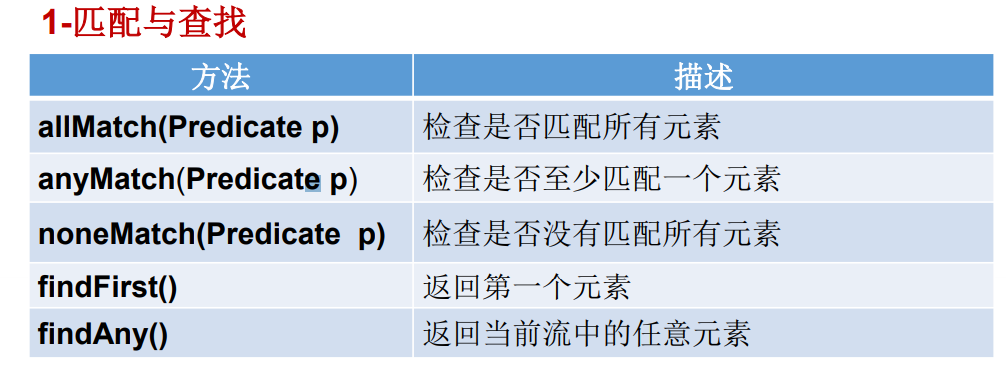 1-匹配与查找
方法 描述
allMatch(Predicate p) 检查是否匹配所有元素
anyMatch(Predicate p) 检查是否至少匹配一个元素
noneMatch(Predicate  p) 检查是否没有匹配所有元素
findFirst() 返回第一个元素
findAny() 返回当前流中的任意元素